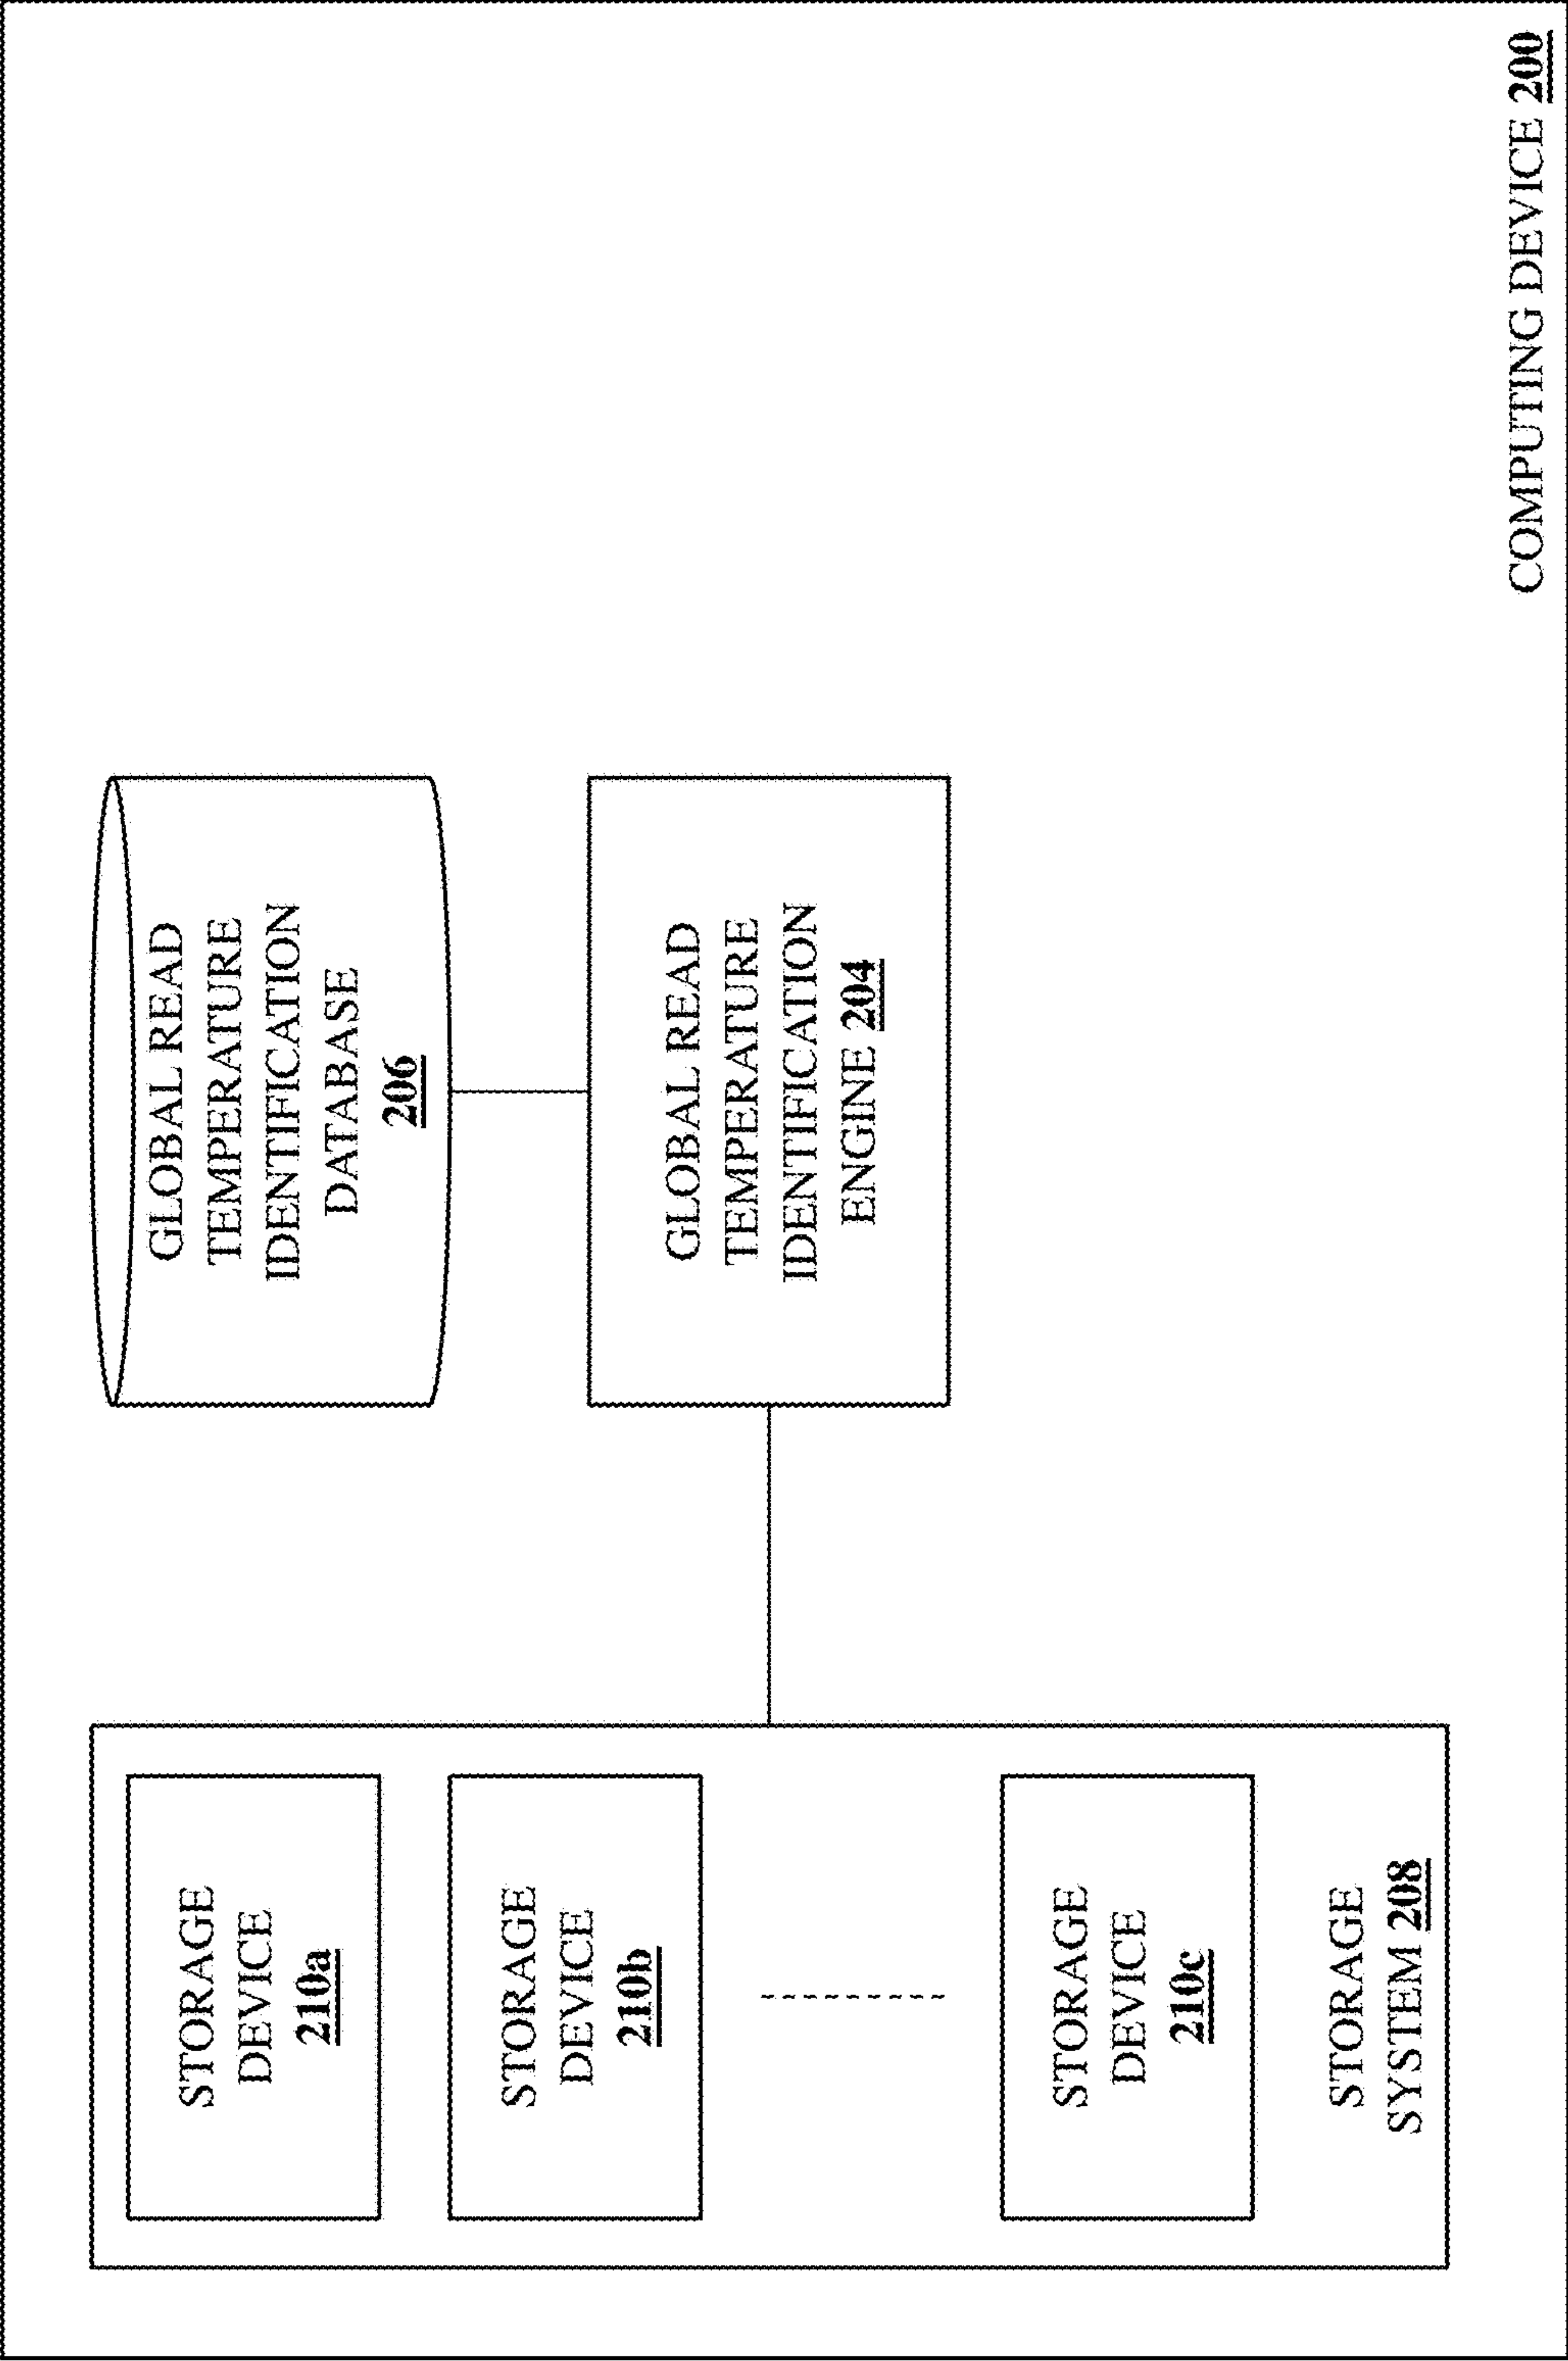 STORAGE
DEVICE
210a
STORAGE
DEVICE
210b
STORAGE
DEVICE
210c
STORAGE
SYSTEM 208
GLOBAL READ
TEMPERATURE
IDENTIFICATION
DATABASE
206
GLOBAL READ
TEMPERATURE
IDENTIFICATION
ENGINE 204
COMPUTING DEVICE 200